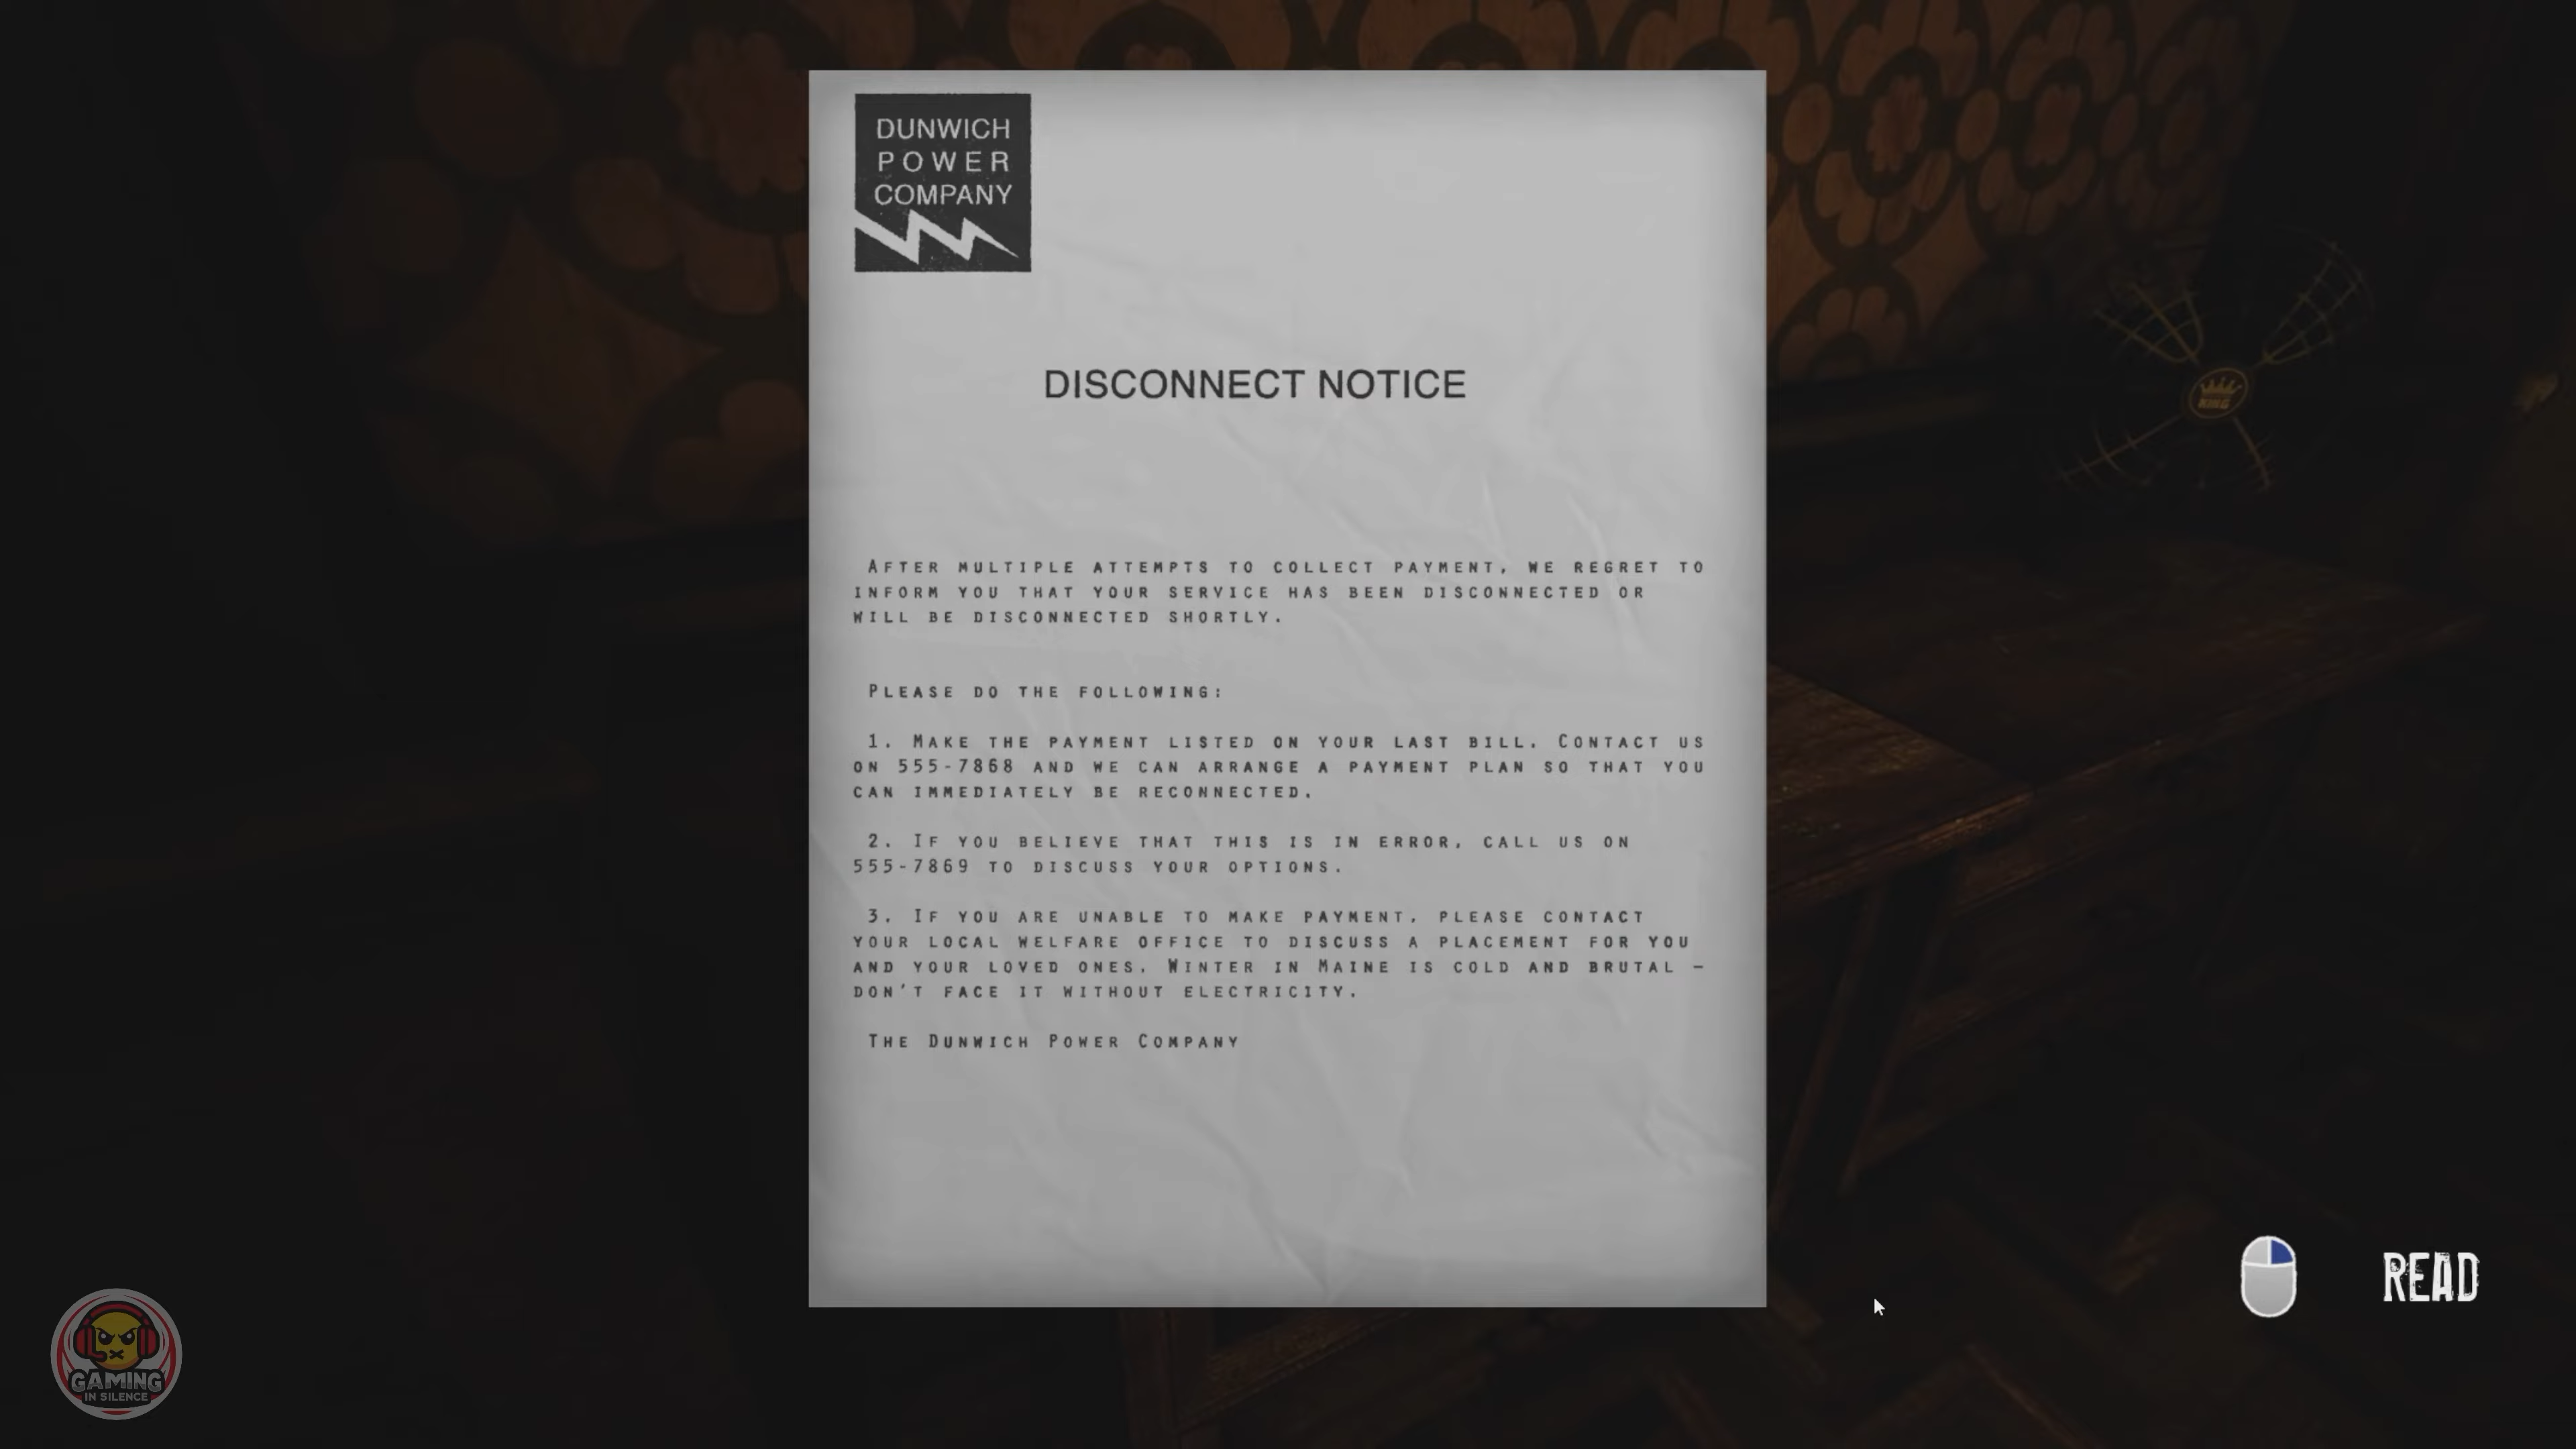 DUNWICH
POWER
COMPANY
DISCONNECT NOTICE
AFTER MULTIPLE ATTEMPTS TO COLLECT PAYMENT, WE REGRET TO
INFORM YOU THAT YOUR SERVICE HAS BEEN DISCONNECTED OR
WILL BE DISCONNECTED SHORTLY.
PLEASE DO THE FOLLOWING:
1. MAKE THE PAYMENT LISTED ON YOUR LAST BILL. CONTACT US
ON 555-7868 AND WE CAN ARRANGE A PAYMENT PLAN SO THAT YOU
CAN IMMEDIATELY BE RECONNECTED.
2. IF YOU BELIEVE THAT THIS IS IN ERROR, CALL US ON
555-7869 TO DISCUSS YOUR OPTIONS.
3. IF YOU ARE UNABLE TO MAKE PAYMENT, PLEASE CONTACT
YOUR LOCAL WELFARE OFFICE TO DISCUSS A PLACEMENT FOR YOU
AND YOUR LOVED ONES. WINTER IN MAINE IS COLD AND BRUTAL –
DON'T FACE IT WITHOUT ELECTRICITY.
THE DUNWICH POWER COMPANY
KING
READ
GAMING
IN SILENCE